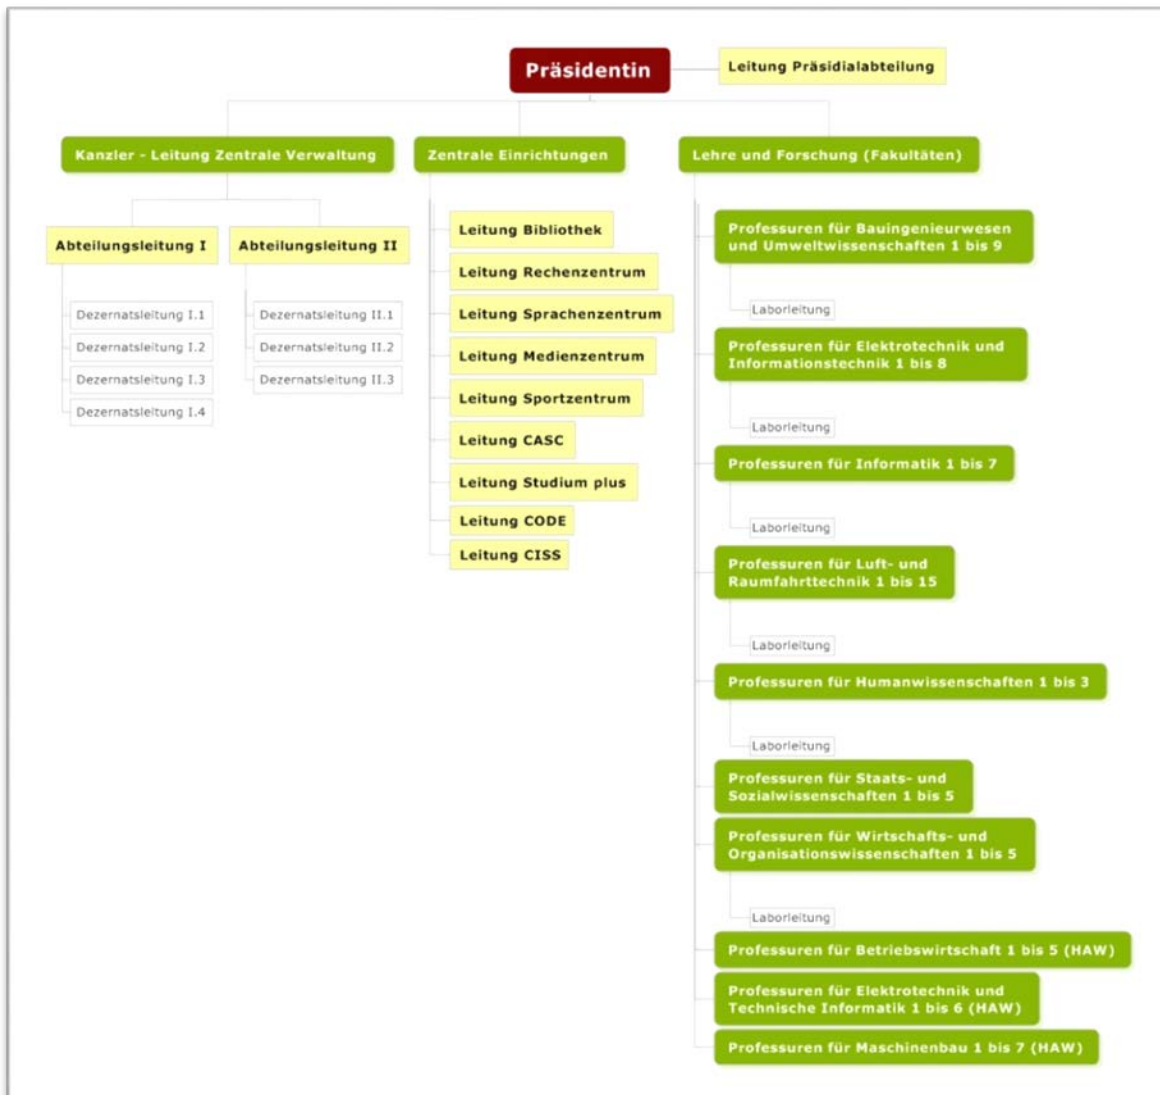 Präsidentin
Leitung Präsidialabteilung
Kanzler - Leitung Zentrale Verwaltung
Abteilungsleitung I
Dezernatsleitung I.1
Dezernatsleitung I.2
Dezernatsleitung I.3
Dezernatsleitung I.4
Abteilungsleitung II
Dezernatsleitung II.1
Dezernatsleitung II.2
Dezernatsleitung II.3
Zentrale Einrichtungen
Leitung Bibliothek
Leitung Rechenzentrum
Leitung Sprachenzentrum
Leitung Medienzentrum
Leitung Sportzentrum
Leitung CASC
Leitung Studium plus
Leitung CODE
Leitung CISS
Lehre und Forschung (Fakultäten)
Professuren für Bauingenieurwesen
und Umweltwissenschaften 1 bis 9
Laborleitung
Professuren für Elektrotechnik und
Informationstechnik 1 bis 8
Laborleitung
Professuren für Informatik 1 bis 7
Laborleitung
Professuren für Luft- und
Raumfahrttechnik 1 bis 15
Laborleitung
Professuren für Humanwissenschaften 1 bis 3
Laborleitung
Professuren für Staats- und
Sozialwissenschaften 1 bis 5
Professuren für Wirtschafts- und
Organisationswissenschaften 1 bis 5
Laborleitung
Professuren für Betriebswirtschaft 1 bis 5 (HAW)
Professuren für Elektrotechnik und
Technische Informatik 1 bis 6 (HAW)
Professuren für Maschinenbau 1 bis 7 (HAW)